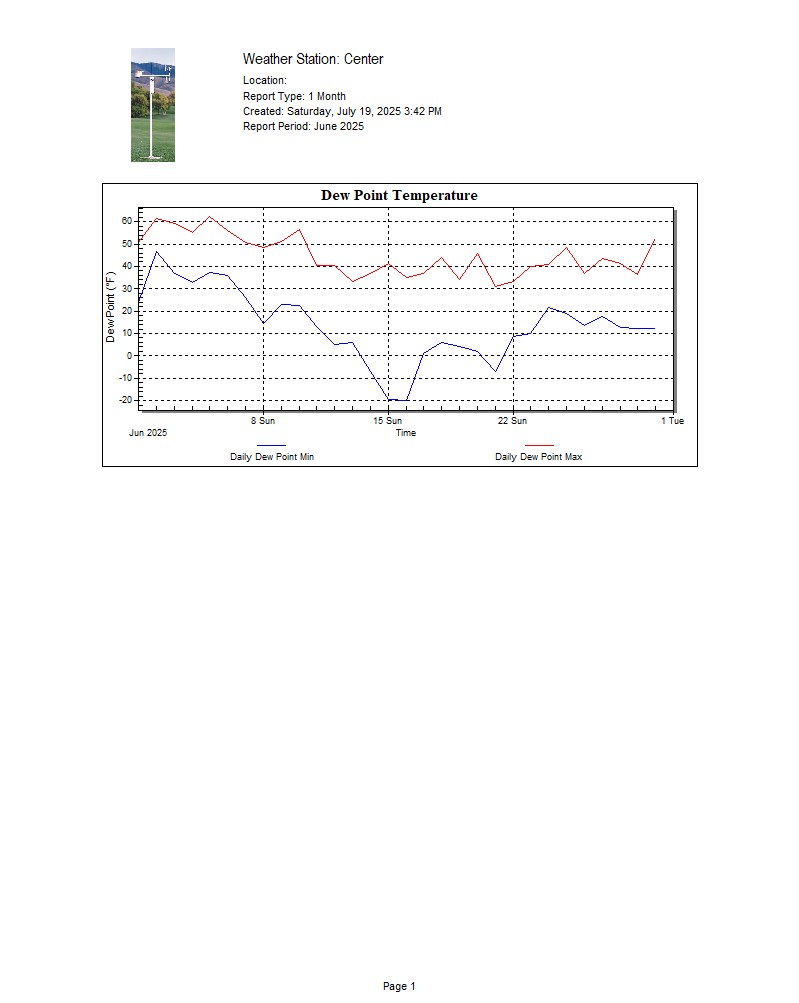 Weather Station: Center
Location:
Report Type: 1 Month
Created: Saturday, July 19, 2025 3:42 PM
Report Period: June 2025
Dew Point Temperature
Dew Point (°F)
60
50
40
30
20
10
0
-10
-20
8 Sun 15 Sun 22 Sun 1 Tue
Jun 2025 Time
Daily Dew Point Min Daily Dew Point Max
Page 1